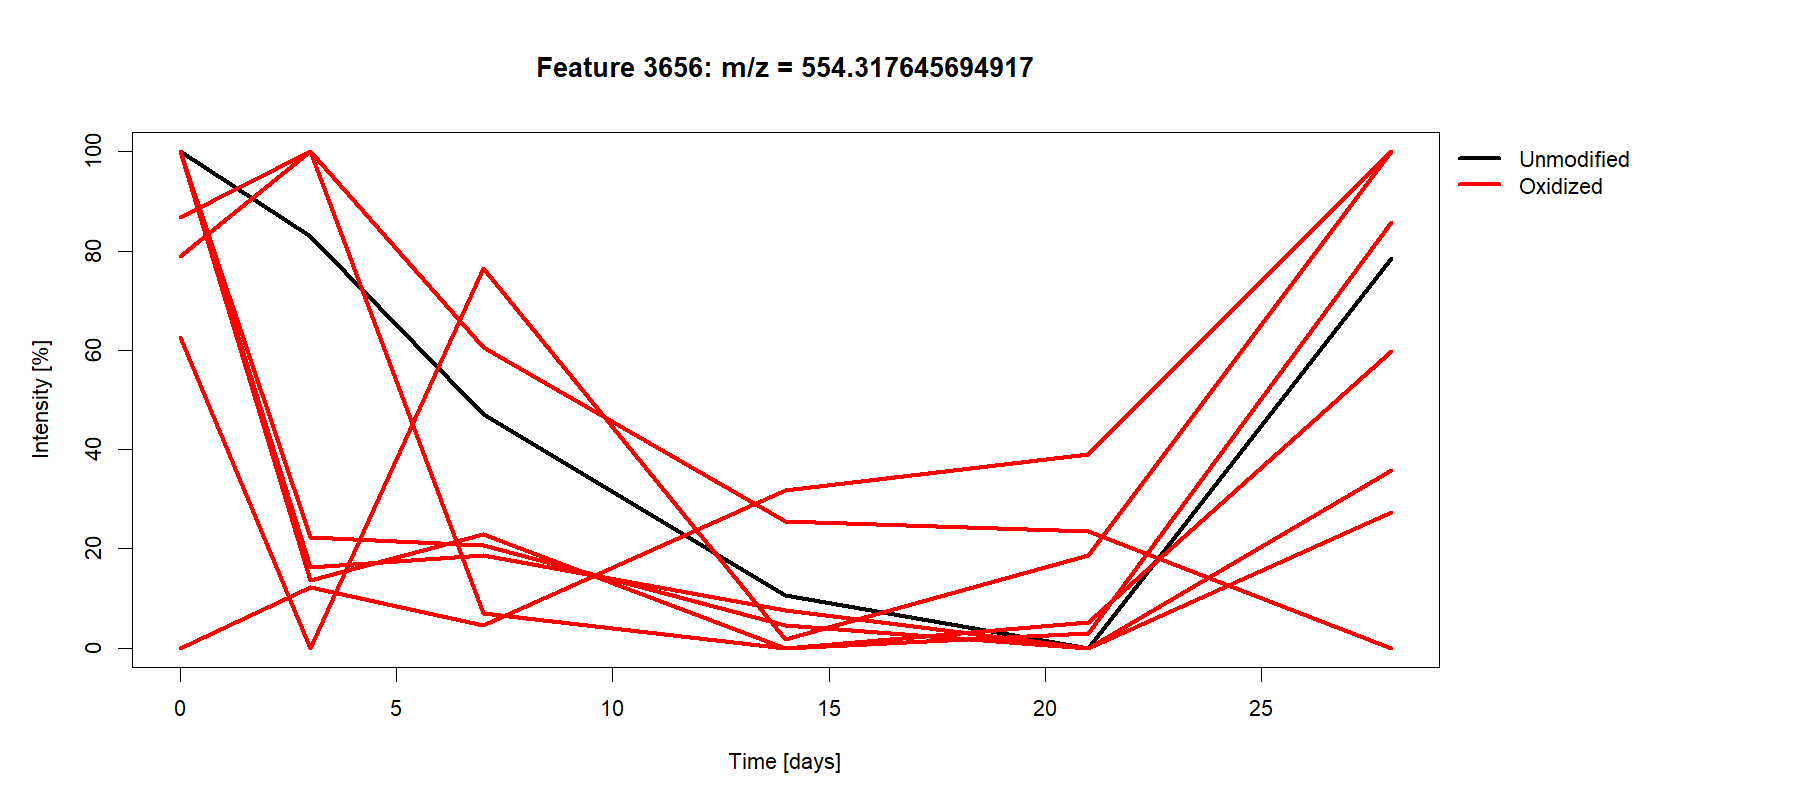 Feature 3656: m/z = 554.317645694917
Unmodified
Oxidized
Intensity [%]
100
80
60
40
20
0
0 5 10 15 20 25
Time [days]